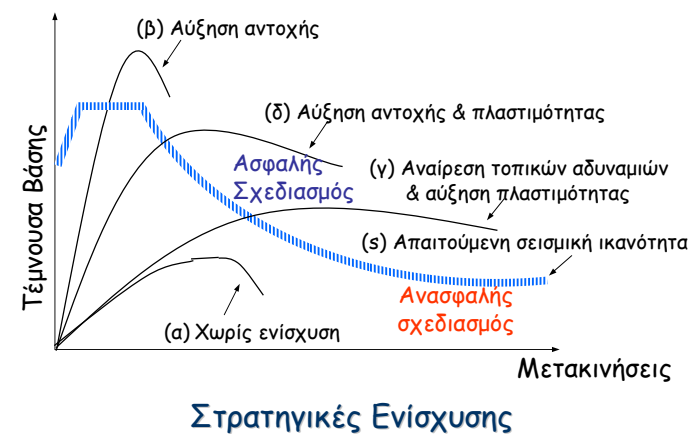 (β) Αύξηση αντοχής
(δ) Αύξηση αντοχής & πλαστιμότητας
Ασφαλής
Σχεδιασμός
(γ) Αναίρεση τοπικών αδυναμιών
& αύξηση πλαστιμότητας
Τέμνουσα Βάσης
(s) Απαιτούμενη σεισμική ικανότητα
Ανασφαλής
σχεδιασμός
(α) Χωρίς ενίσχυση
Μετακινήσεις
Στρατηγικές Ενίσχυσης